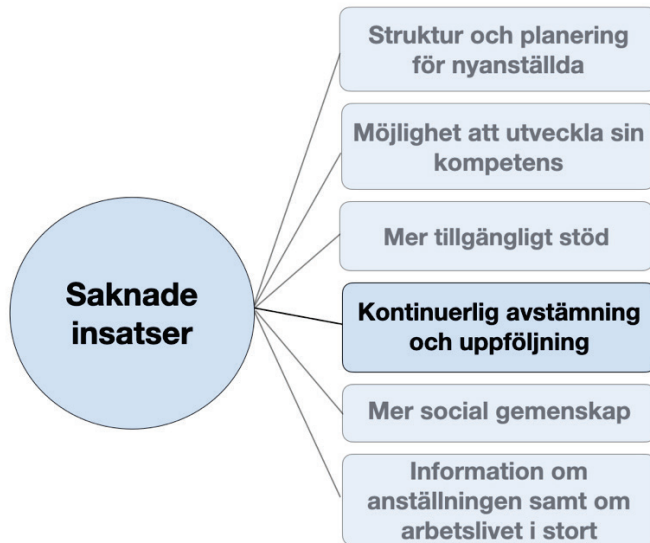 Saknade
insatser
Struktur och planering
för nyanställda
Möjlighet att utveckla sin
kompetens
Mer tillgängligt stöd
Kontinuerlig avstämning
och uppföljning
Mer social gemenskap
Information om
anställningen samt om
arbetslivet i stort